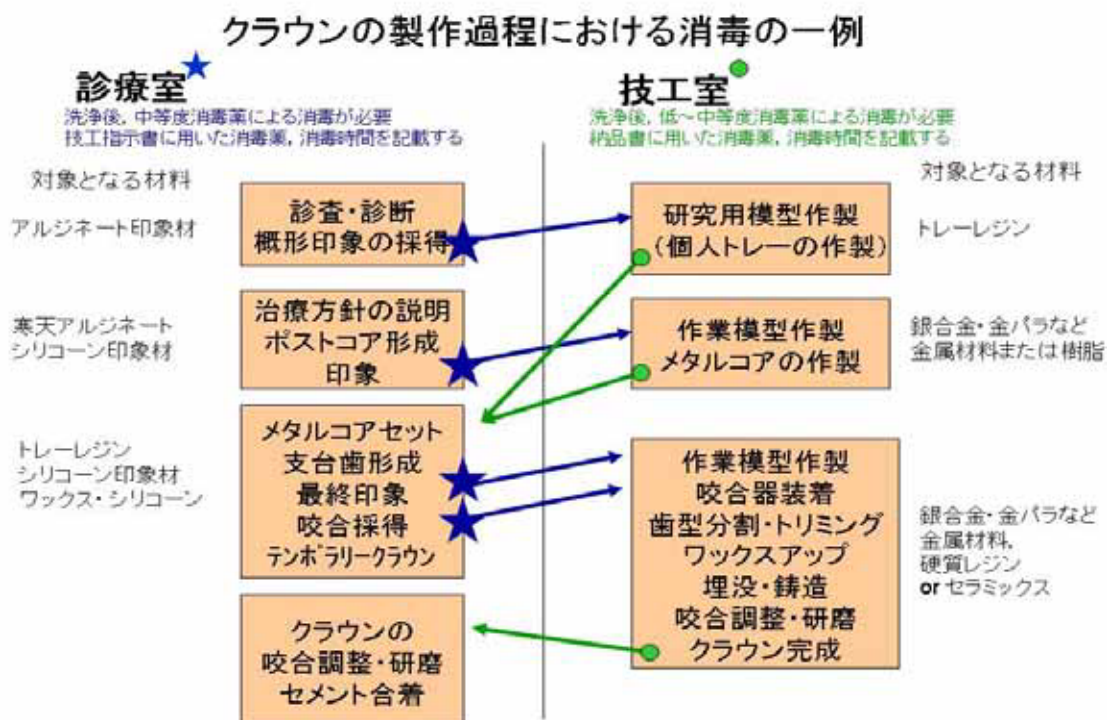 クラウンの製作過程における消毒の一例
診療室
洗浄後，中等度消毒薬による消毒が必要
技工指示書に用いた消毒薬，消毒時間を記載する
技工室
洗浄後，低～中等度消毒薬による消毒が必要
納品書に用いた消毒薬，消毒時間を記載する
対象となる材料
アルジネート印象材
寒天アルジネート
シリコーン印象材
トレーレジン
シリコーン印象材
ワックス・シリコーン
診査・診断
概形印象の採得
治療方針の説明
ポストコア形成
印象
メタルコアセット
支台歯形成
最終印象
咬合採得
テンポラリークラウン
クラウンの
咬合調整・研磨
セメント合着
研究用模型作製
(個人トレーの作製)
作業模型作製
メタルコアの作製
作業模型作製
咬合器装着
歯型分割・トリミング
ワックスアップ
埋没・鋳造
咬合調整・研磨
クラウン完成
対象となる材料
トレーレジン
銀合金・金パラなど
金属材料または樹脂
銀合金・金パラなど
金属材料，
硬質レジン
or セラミックス